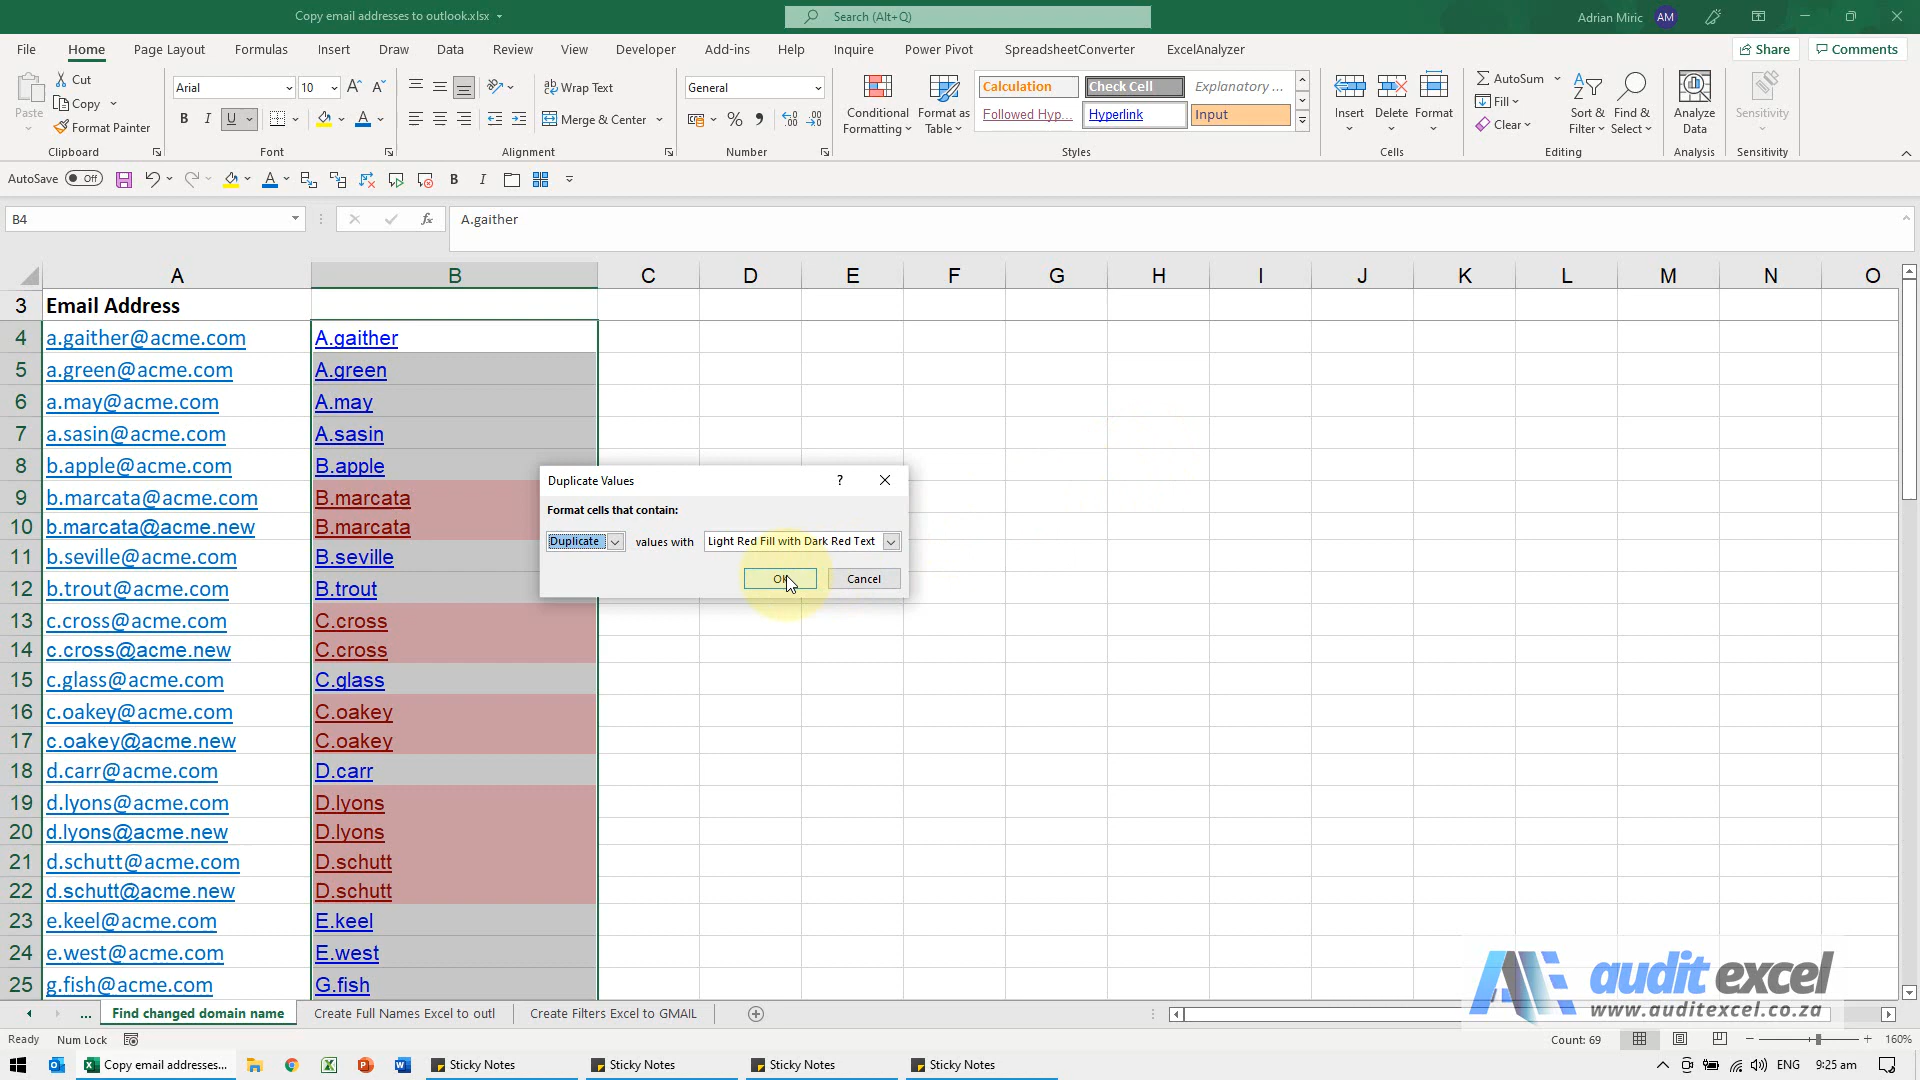 Copy email addresses to outlook.xlsx
Search (Alt+Q)
Adrian Miric AM
File Home Page Layout Formulas Insert Draw Data Review View Developer Add-ins Help Inquire Power Pivot SpreadsheetConverter ExcelAnalyzer
Share Comments
Paste Cut Copy Format Painter
Arial 10
B I U
Wrap Text
Merge & Center
General
Conditional Formatting
Format as Table
Calculation Check Cell Explanatory ...
Followed Hyp... Hyperlink Input
Insert Delete Format
AutoSum
Fill
Clear
Sort & Filter
Find & Select
Analyze Data
Sensitivity
Clipboard Font Alignment Number Styles Cells Editing Analysis Sensitivity
AutoSave Off B I
B4 fx A.gaither
A B C D E F G H I J K L M N O
3 Email Address
4 a.gaither@acme.com A.gaither
5 a.green@acme.com A.green
6 a.may@acme.com A.may
7 a.sasin@acme.com A.sasin
8 b.apple@acme.com B.apple
9 b.marcata@acme.com B.marcata
10 b.marcata@acme.new B.marcata
11 b.seville@acme.com B.seville
12 b.trout@acme.com B.trout
13 c.cross@acme.com C.cross
14 c.cross@acme.new C.cross
15 c.glass@acme.com C.glass
16 c.oakey@acme.com C.oakey
17 c.oakey@acme.new C.oakey
18 d.carr@acme.com D.carr
19 d.lyons@acme.com D.lyons
20 d.lyons@acme.new D.lyons
21 d.schutt@acme.com D.schutt
22 d.schutt@acme.new D.schutt
23 e.keel@acme.com E.keel
24 e.west@acme.com E.west
25 g.fish@acme.com G.fish
Duplicate Values ?
Format cells that contain:
Duplicate values with Light Red Fill with Dark Red Text
OK Cancel
audit excel
www.auditexcel.co.za
... Find changed domain name Create Full Names Excel to outl Create Filters Excel to GMAIL
Ready Num Lock Count: 69 160%
Copy email addresses... Sticky Notes Sticky Notes Sticky Notes Sticky Notes ENG 9:25 am